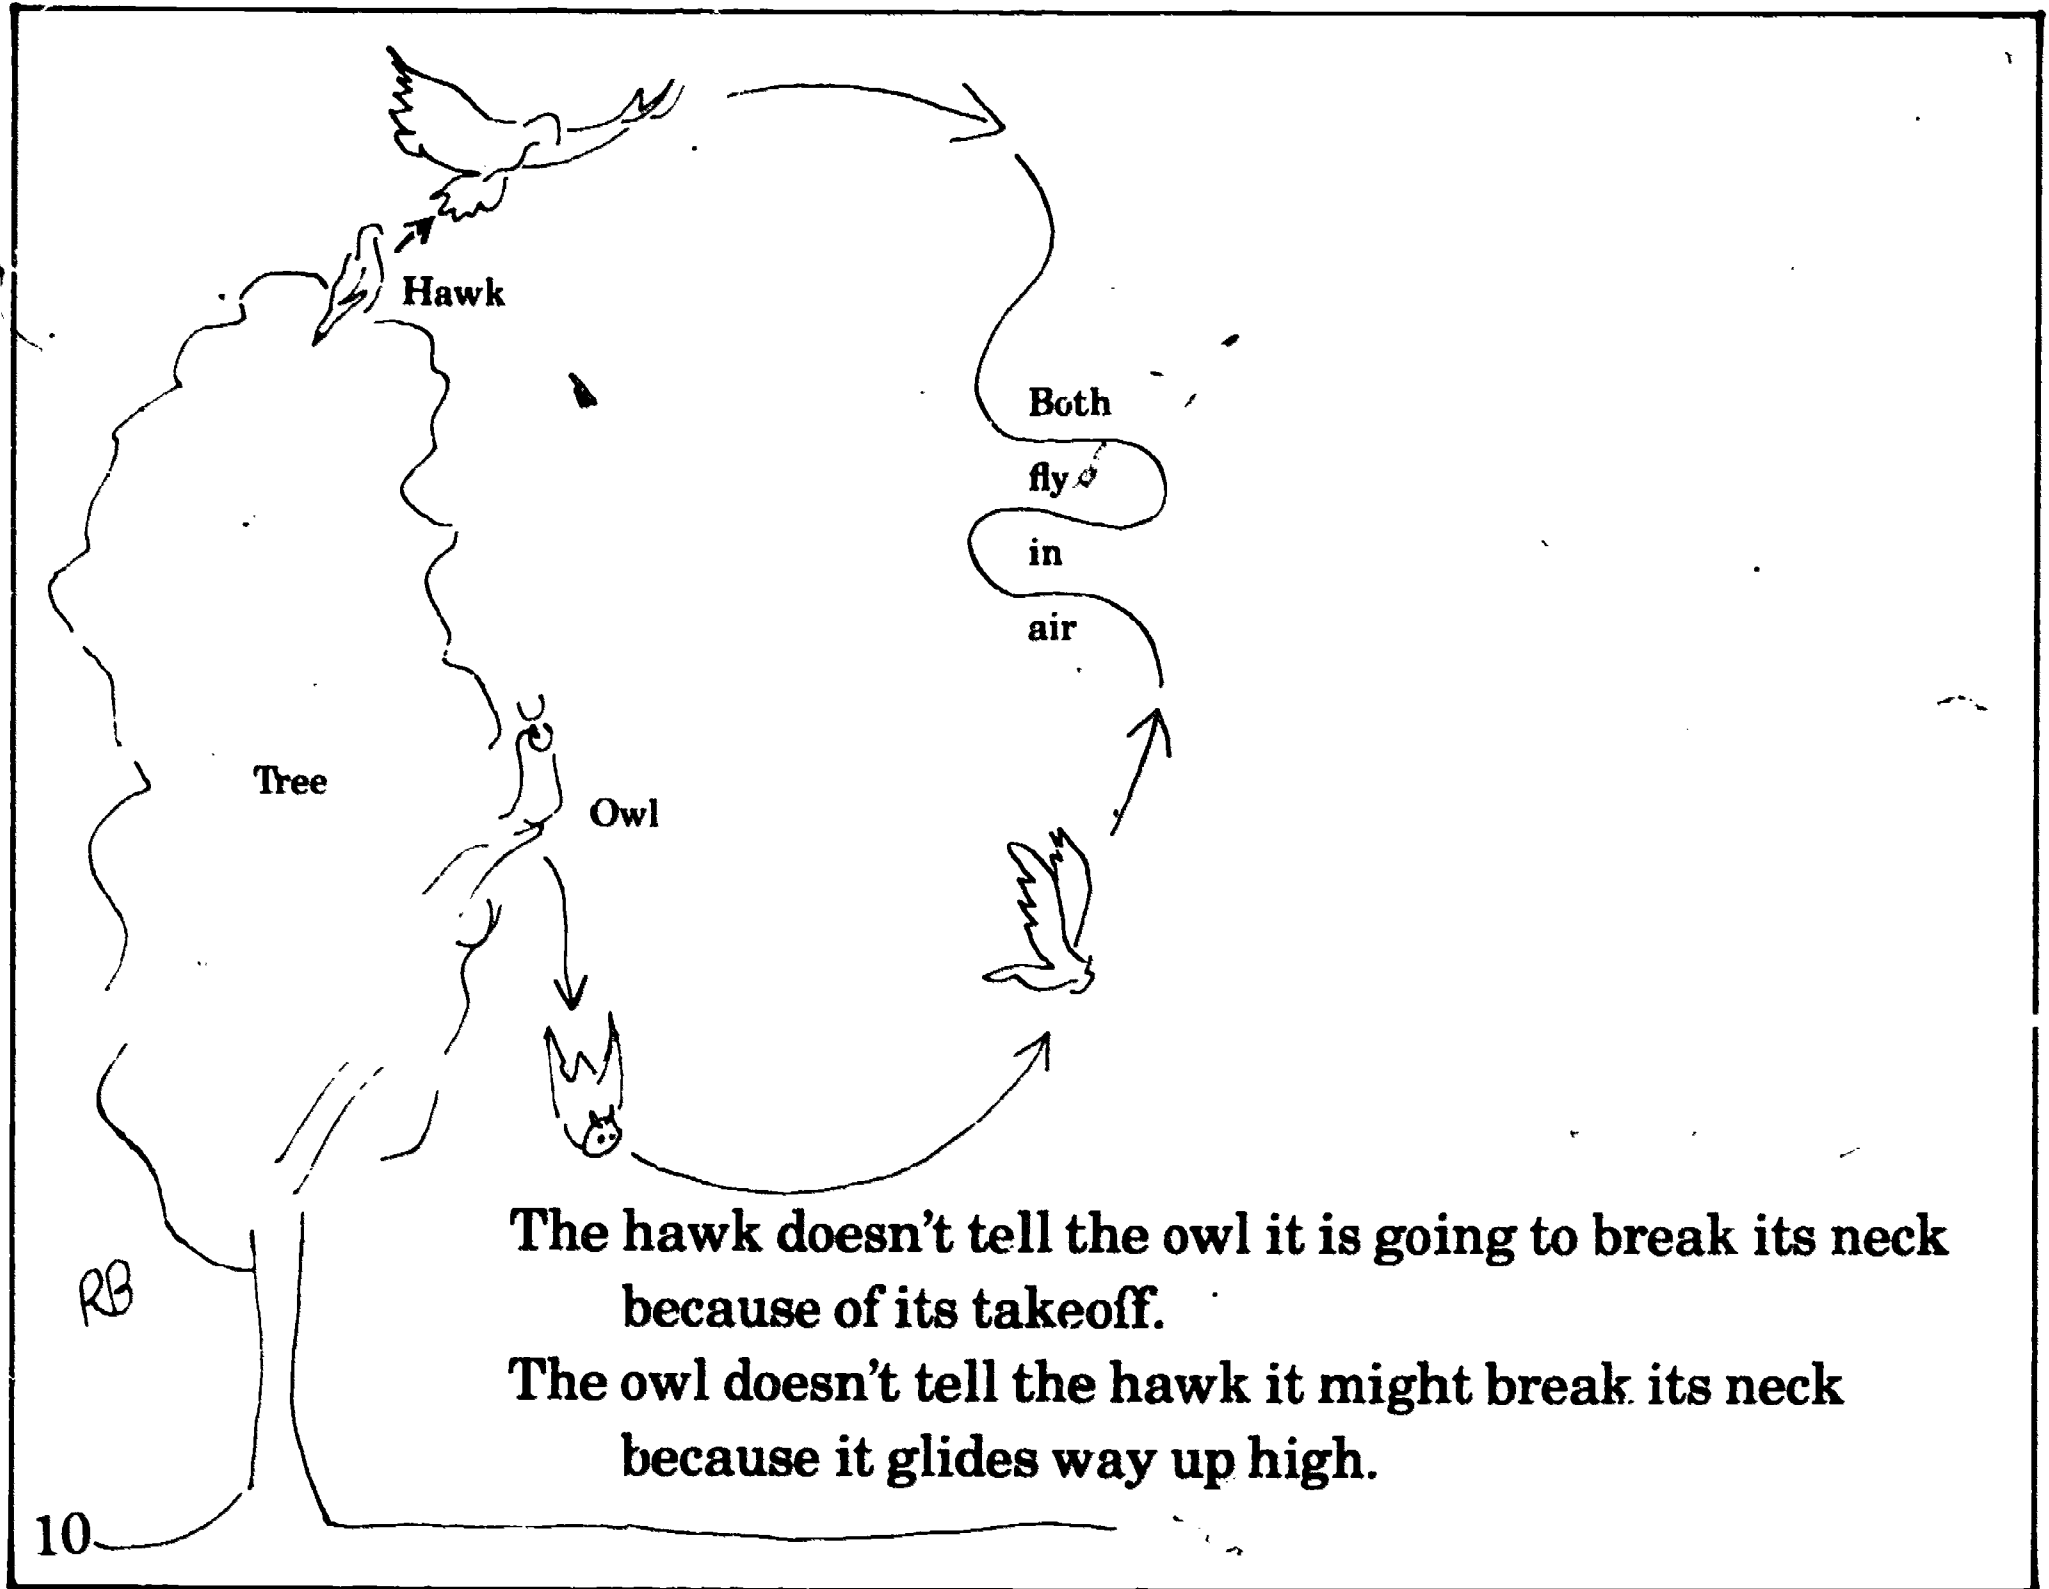 Hawk
Both
fly
in
air
Tree
Owl
The hawk doesn't tell the owl it is going to break its neck
because of its takeoff.
The owl doesn't tell the hawk it might break its neck
because it glides way up high.
RB
10